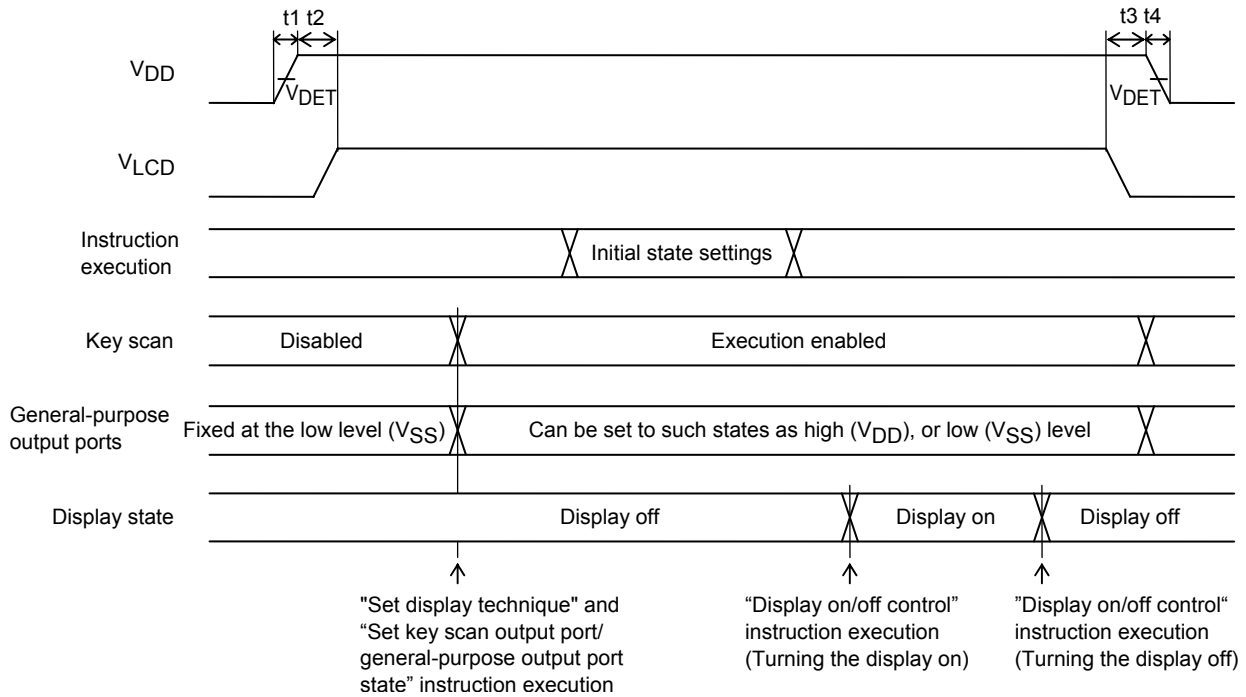 t1 t2
t3 t4
VDD
VDET
VDET
VLCD
Instruction
execution
Initial state settings
Key scan
Disabled
Execution enabled
General-purpose
output ports
Fixed at the low level (VSS)
Can be set to such states as high (VDD), or low (VSS) level
Display state
Display off
Display on
Display off
"Set display technique" and
“Set key scan output port/
general-purpose output port
state” instruction execution
“Display on/off control”
instruction execution
(Turning the display on)
”Display on/off control“
instruction execution
(Turning the display off)